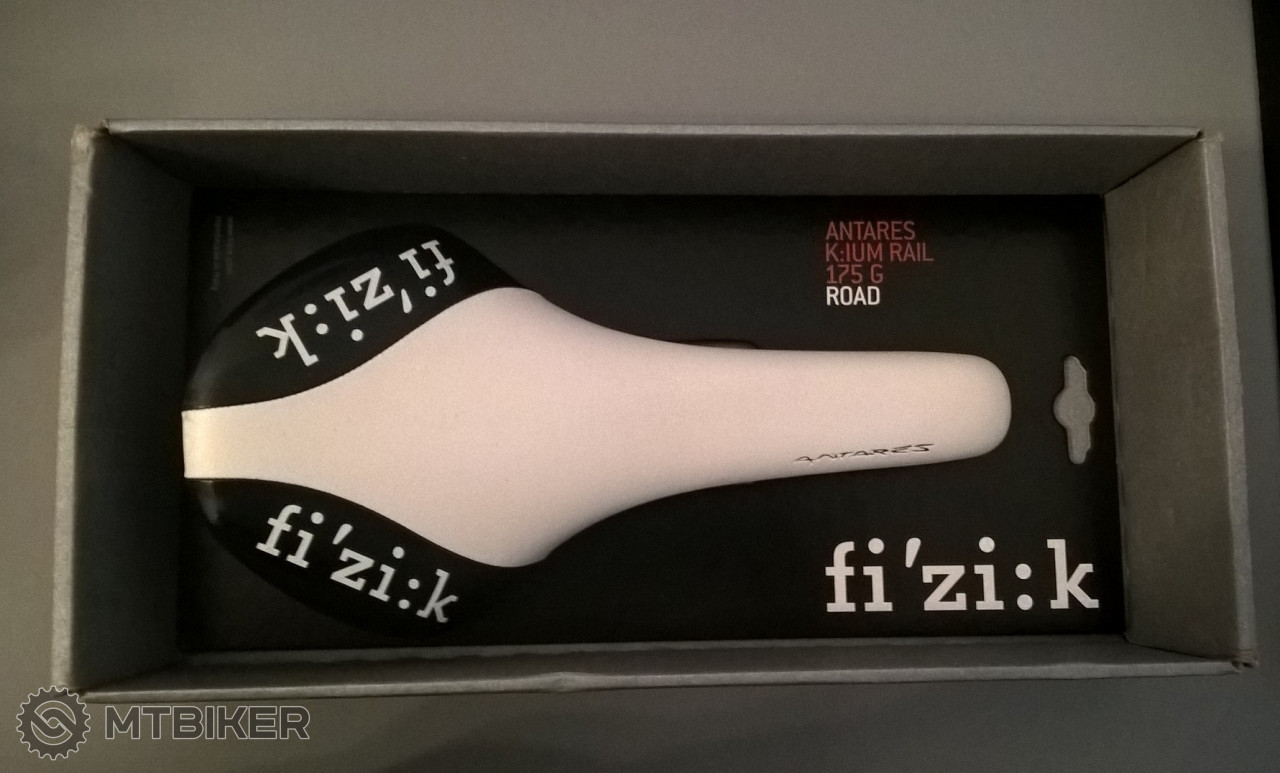 fi'zi:k
ANTARES
K:IUM RAIL
175 G
ROAD
ANTARES
fi'zi:k
fi'zi:k
MTBIKER